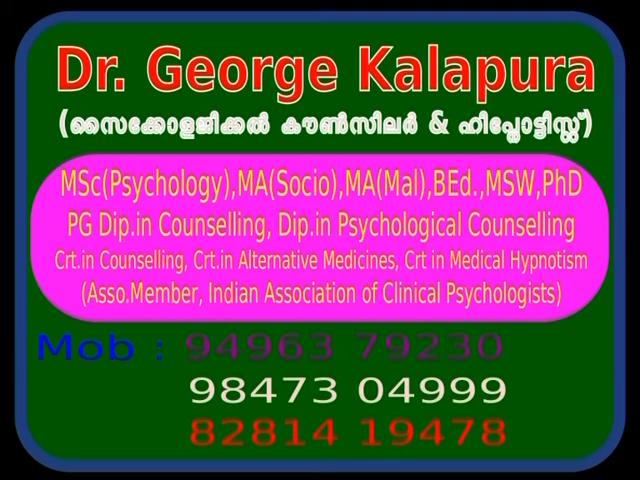 Dr. George Kalapura
(സൈക്കോളജിക്കൽ കൗൺസിലർ & ഹിപ്നോട്ടിസ്റ്റ്)
MSc(Psychology),MA(Socio),MA(Mal),BEd.,MSW,PhD
PG Dip.in Counselling, Dip.in Psychological Counselling
Crt.in Counselling, Crt.in Alternative Medicines, Crt in Medical Hypnotism
(Asso.Member, Indian Association of Clinical Psychologists)
Mob : 94963 79230
98473 04999
82814 19478